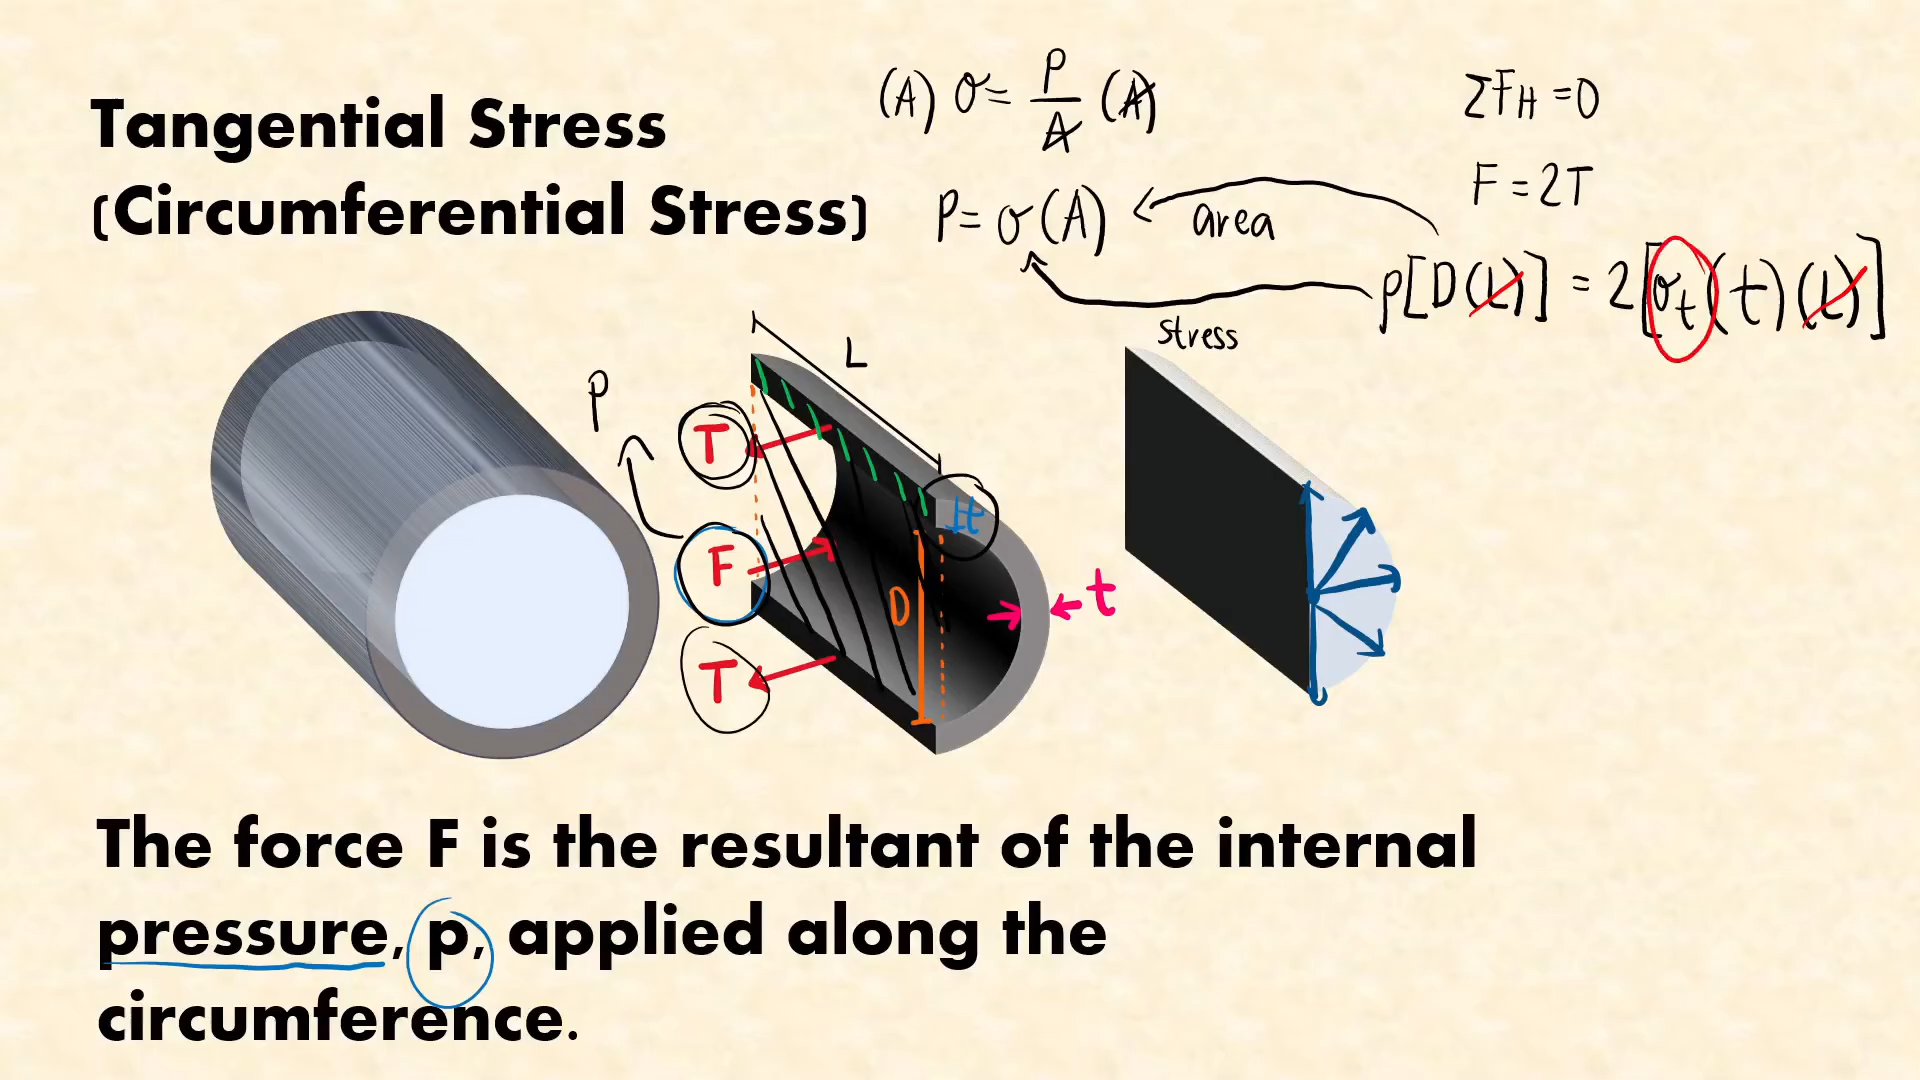 Tangential Stress
(Circumferential Stress)
(A) σ = P/A (A)
P = σ(A)
area
stress
ΣFH = 0
F = 2T
p[D(L)] = 2[σt(t)(L)]
L
P
T
t
F
D
t
T
The force F is the resultant of the internal
pressure, p, applied along the
circumference.